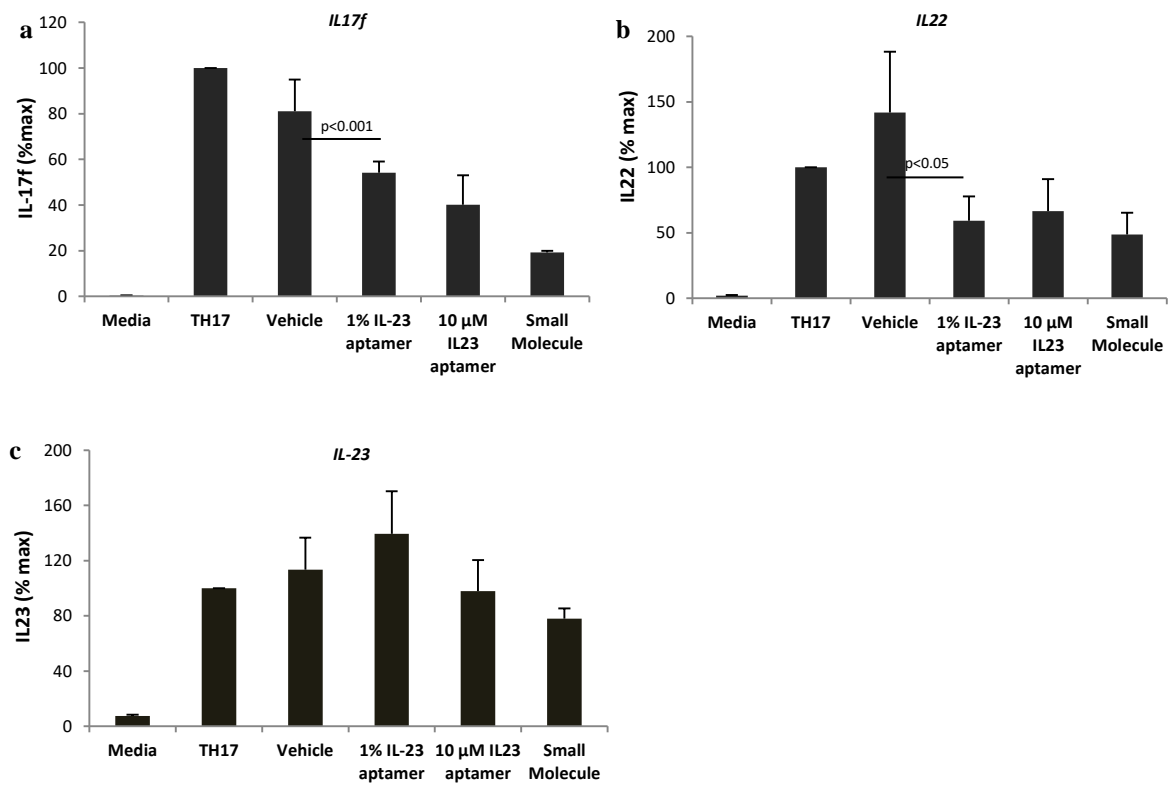 a
IL17f
IL-17f (%max)
120
100
80
60
40
20
0
p<0.001
Media
TH17
Vehicle
1% IL-23
aptamer
10 µM
IL23
aptamer
Small
Molecule
b
IL22
IL22 (% max)
200
150
100
50
0
p<0.05
Media
TH17
Vehicle
1% IL-23
aptamer
10 µM
IL23
aptamer
Small
Molecule
c
IL-23
IL23 (% max)
200
160
120
80
40
0
Media
TH17
Vehicle
1% IL-23
aptamer
10 µM IL23
aptamer
Small
Molecule